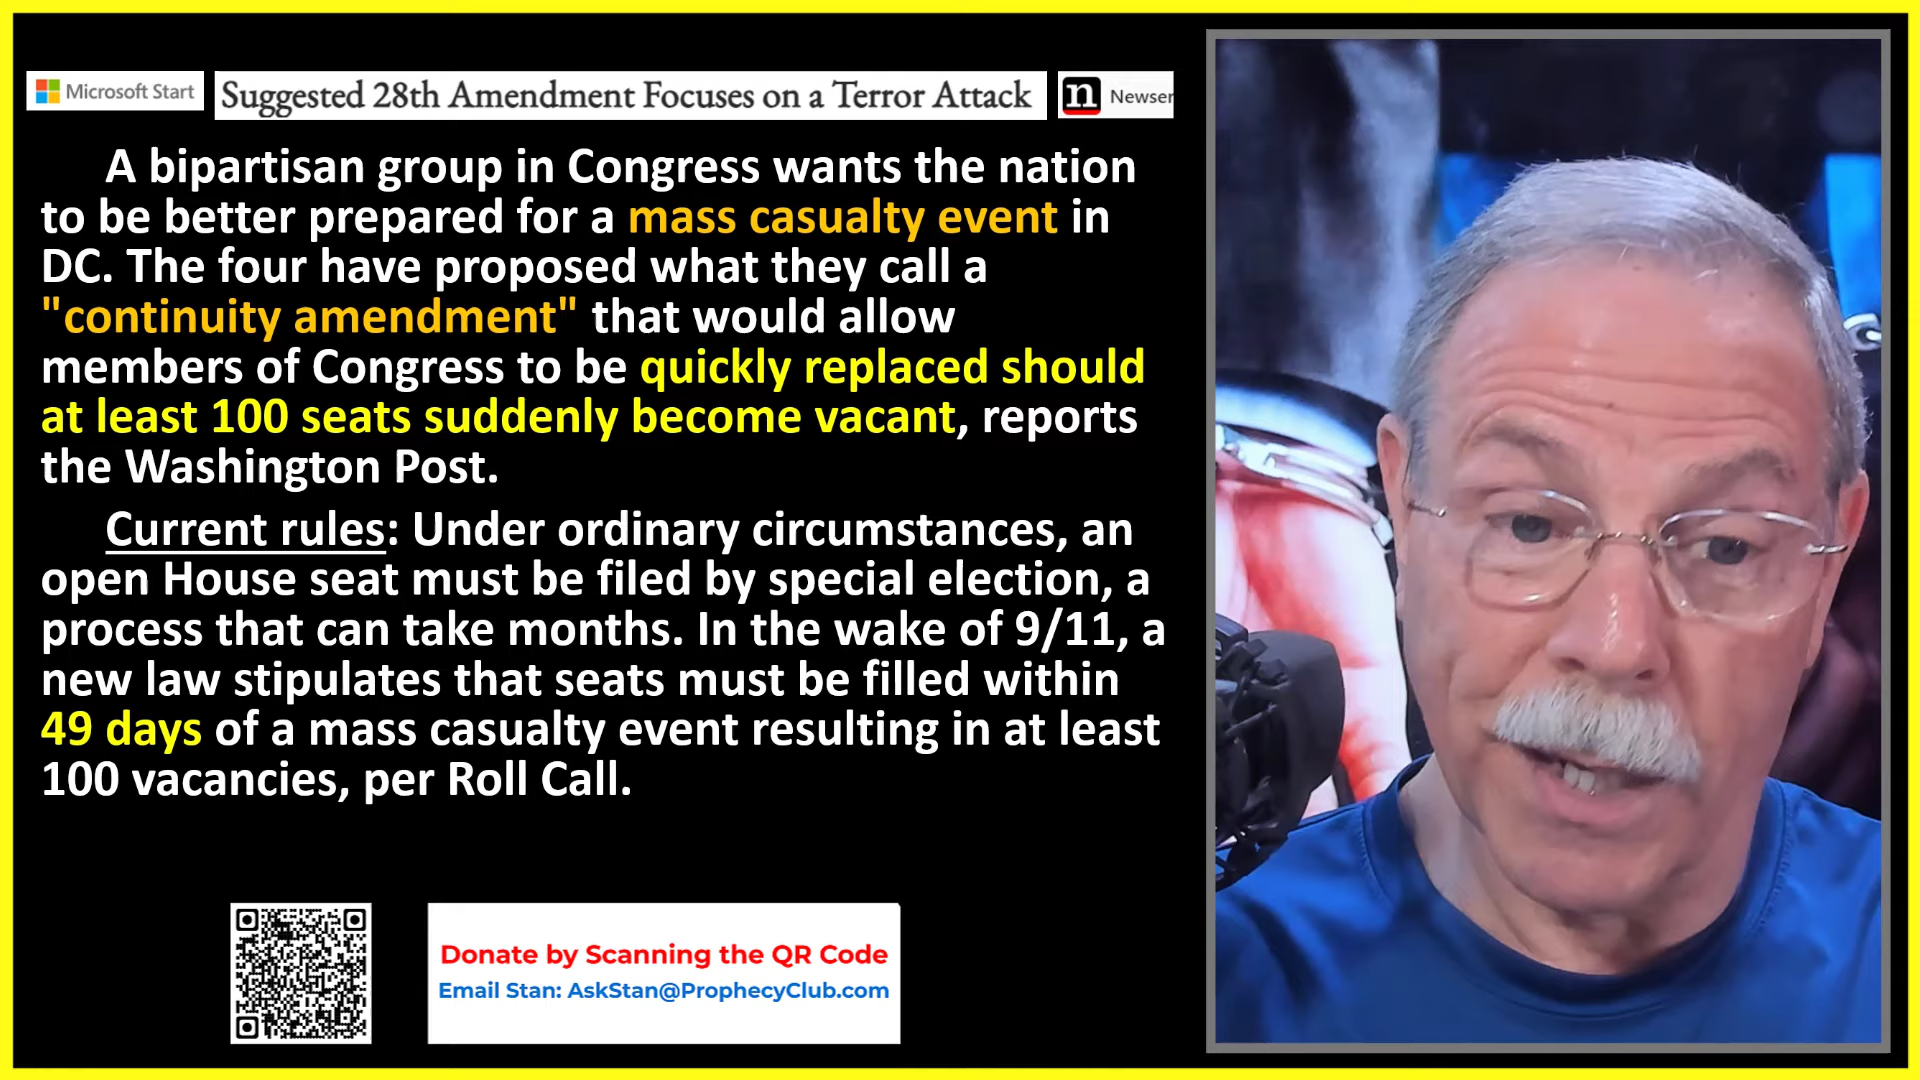 Microsoft Start
Suggested 28th Amendment Focuses on a Terror Attack
n Newser
A bipartisan group in Congress wants the nation
to be better prepared for a mass casualty event in
DC. The four have proposed what they call a
"continuity amendment" that would allow
members of Congress to be quickly replaced should
at least 100 seats suddenly become vacant, reports
the Washington Post.
Current rules: Under ordinary circumstances, an
open House seat must be filed by special election, a
process that can take months. In the wake of 9/11, a
new law stipulates that seats must be filled within
49 days of a mass casualty event resulting in at least
100 vacancies, per Roll Call.
Donate by Scanning the QR Code
Email Stan: AskStan@ProphecyClub.com